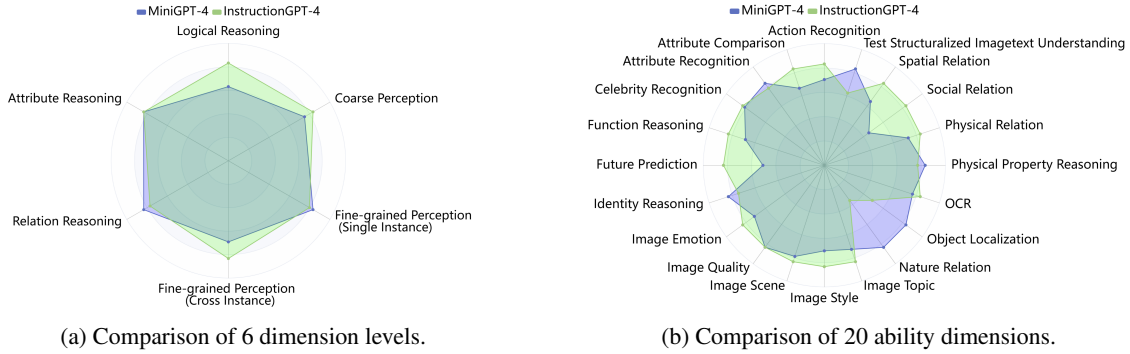 MiniGPT-4 InstructionGPT-4
Logical Reasoning
Attribute Reasoning
Coarse Perception
Relation Reasoning
Fine-grained Perception
(Single Instance)
Fine-grained Perception
(Cross Instance)
(a) Comparison of 6 dimension levels.
MiniGPT-4 InstructionGPT-4
Action Recognition
Attribute Comparison
Test Structuralized Imagetext Understanding
Attribute Recognition
Spatial Relation
Celebrity Recognition
Social Relation
Function Reasoning
Physical Relation
Future Prediction
Physical Property Reasoning
Identity Reasoning
OCR
Image Emotion
Object Localization
Image Quality
Nature Relation
Image Scene
Image Topic
Image Style
(b) Comparison of 20 ability dimensions.